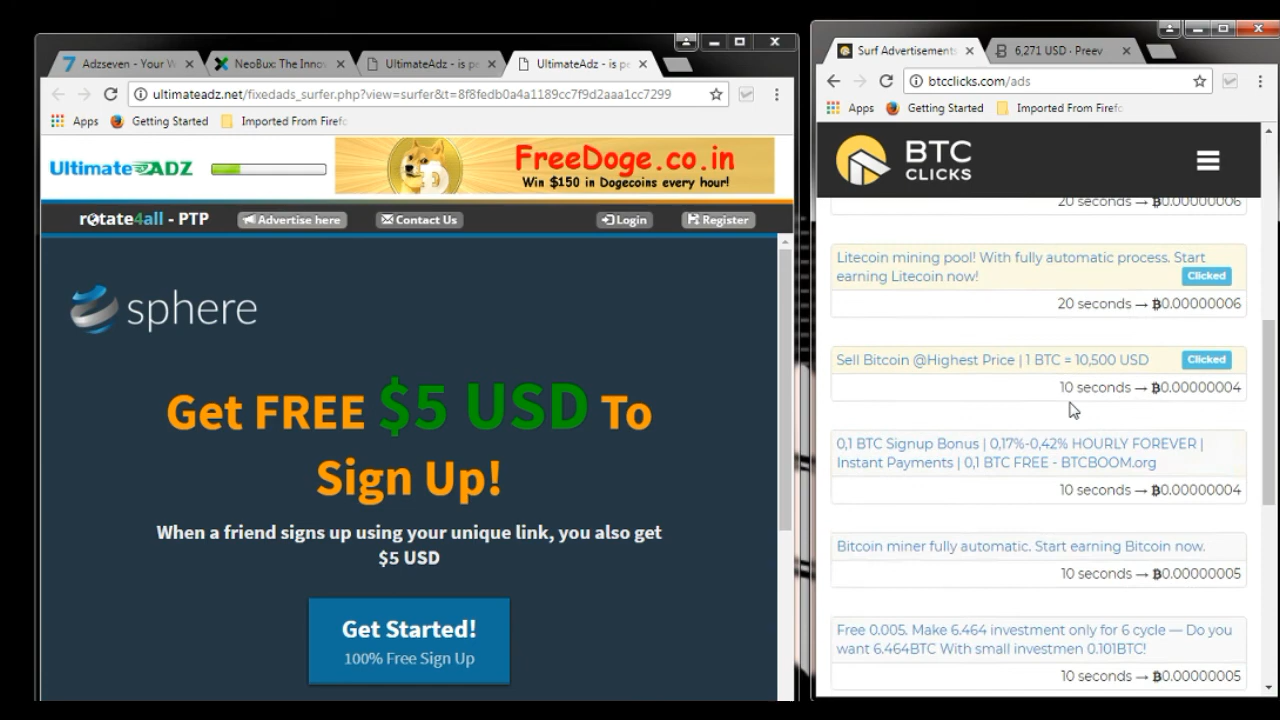 Adzseven - Your W
NeoBux: The Innov
UltimateAdz - is pe
UltimateAdz - is pe
ultimateadz.net/fixedads_surfer.php?view=surfer&t=8f8fedb0a4a1189cc7f9d2aaa1cc7299
Apps
Getting Started
Imported From Firefo
UltimateADZ
FreeDoge.co.in
Win $150 in Dogecoins every hour!
rotate4all - PTP
Advertise here
Contact Us
Login
Register
sphere
Get FREE $5 USD To
Sign Up!
When a friend signs up using your unique link, you also get
$5 USD
Get Started!
100% Free Sign Up
Surf Advertisements
6,271 USD · Preev
btcclicks.com/ads
Apps
Getting Started
Imported From Firefo
BTC
CLICKS
20 seconds → ฿0.00000006
Litecoin mining pool! With fully automatic process. Start
earning Litecoin now!
Clicked
20 seconds → ฿0.00000006
Sell Bitcoin @Highest Price | 1 BTC = 10,500 USD
Clicked
10 seconds → ฿0.00000004
0,1 BTC Signup Bonus | 0,17%-0,42% HOURLY FOREVER |
Instant Payments | 0,1 BTC FREE - BTCBOOM.org
10 seconds → ฿0.00000004
Bitcoin miner fully automatic. Start earning Bitcoin now.
10 seconds → ฿0.00000005
Free 0.005. Make 6.464 investment only for 6 cycle — Do you
want 6.464BTC With small investmen 0.101BTC!
10 seconds → ฿0.00000005